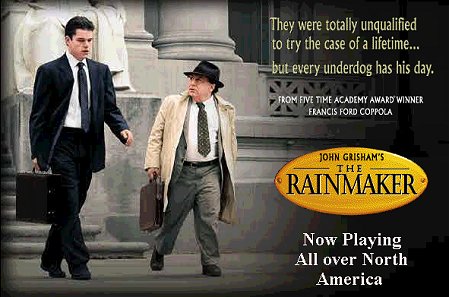 They were totally unqualified
to try the case of a lifetime...
but every underdog has his day.
FROM FIVE TIME ACADEMY AWARD WINNER
FRANCIS FORD COPPOLA
JOHN GRISHAM'S
THE
RAINMAKER
Now Playing
All over North
America